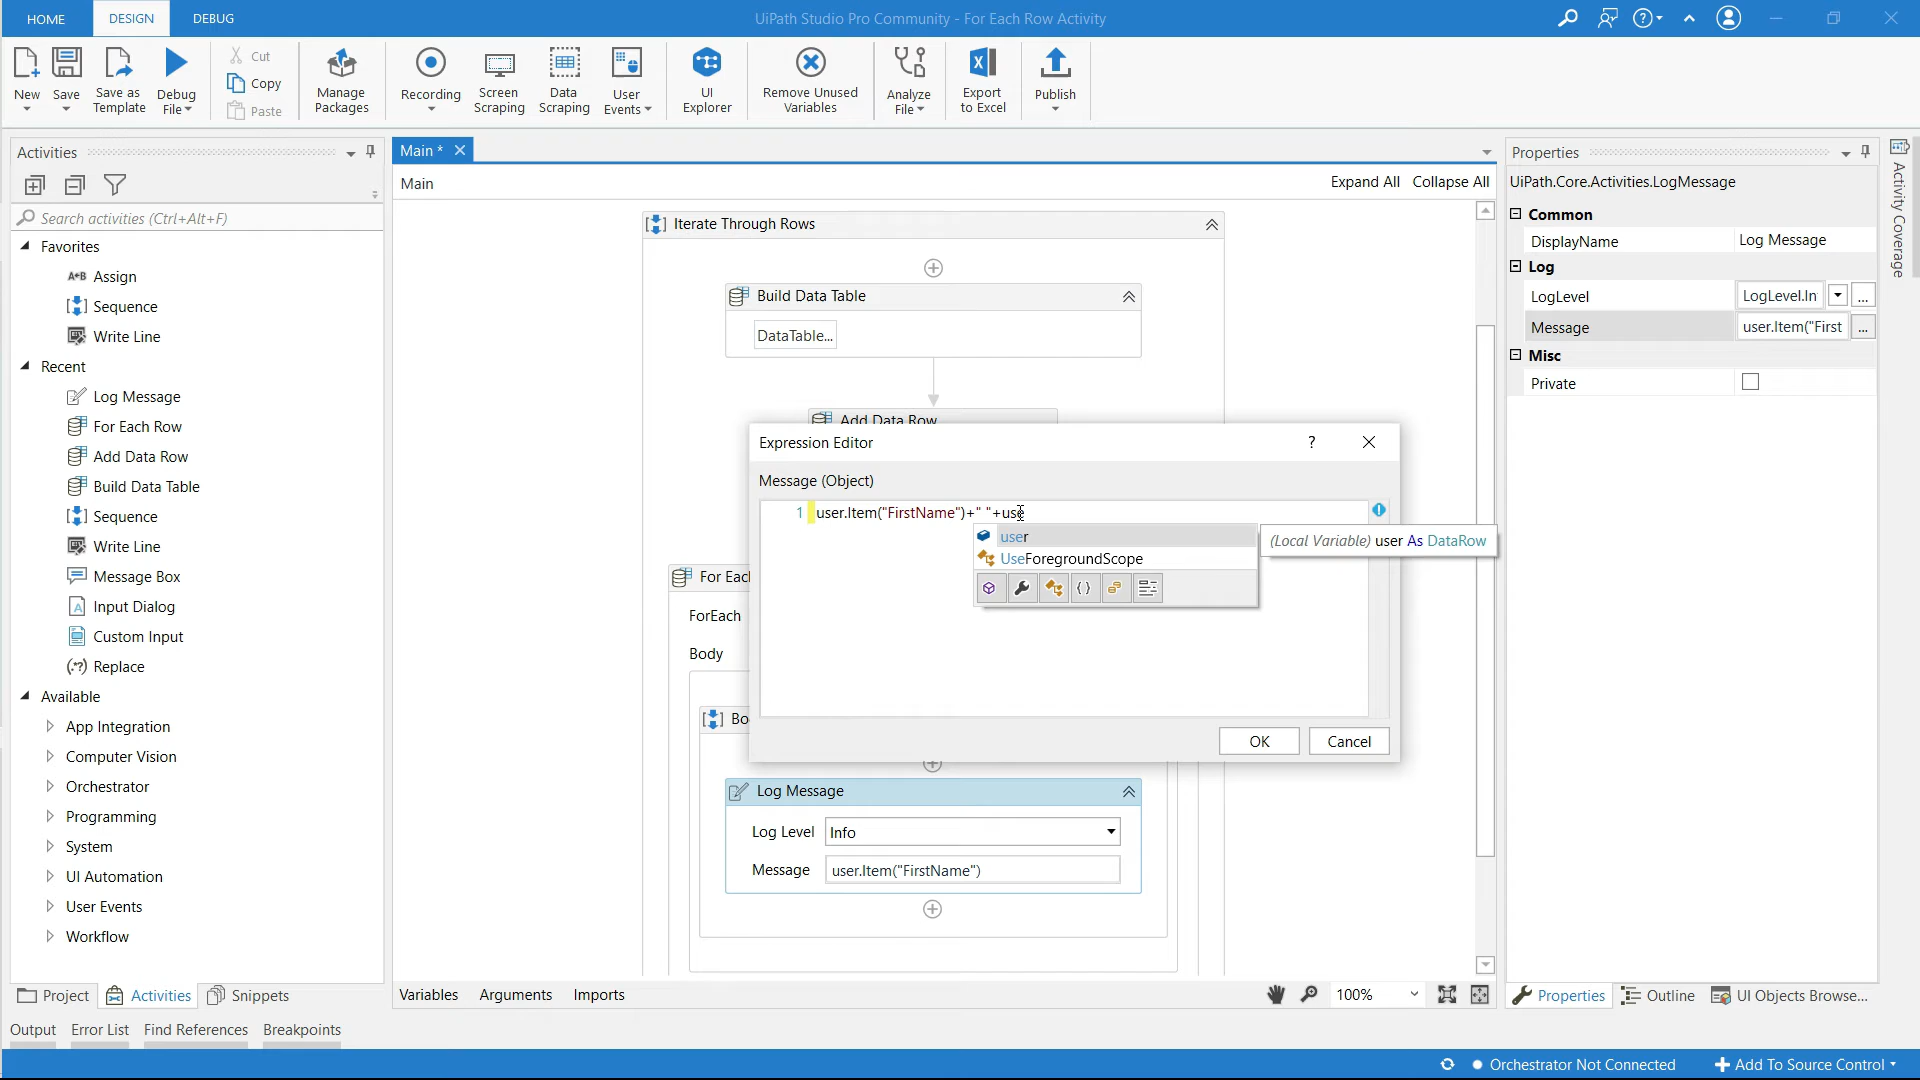 HOME
DESIGN
DEBUG
UiPath Studio Pro Community - For Each Row Activity
New
Save
Save as Template
Debug File
Cut
Copy
Paste
Manage Packages
Recording
Screen Scraping
Data Scraping
User Events
UI Explorer
Remove Unused Variables
Analyze File
Export to Excel
Publish
Activities
Search activities (Ctrl+Alt+F)
Favorites
A+B Assign
Sequence
Write Line
Recent
Log Message
For Each Row
Add Data Row
Build Data Table
Sequence
Write Line
Message Box
Input Dialog
Custom Input
Replace
Available
App Integration
Computer Vision
Orchestrator
Programming
System
UI Automation
User Events
Workflow
Project
Activities
Snippets
Main *
Main
Expand All
Collapse All
Iterate Through Rows
Build Data Table
DataTable...
Add Data Row
For Eac
ForEach
Body
Bo
Expression Editor
?
Message (Object)
1 user.Item("FirstName")+" "+use
user
UseForegroundScope
(Local Variable) user As DataRow
OK
Cancel
Log Message
Log Level
Info
Message
user.Item("FirstName")
Variables
Arguments
Imports
100%
Properties
UiPath.Core.Activities.LogMessage
Common
DisplayName
Log Message
Log
LogLevel
LogLevel.In
...
Message
user.Item("First
...
Misc
Private
Activity Coverage
Properties
Outline
UI Objects Browse...
Output
Error List
Find References
Breakpoints
Orchestrator Not Connected
Add To Source Control